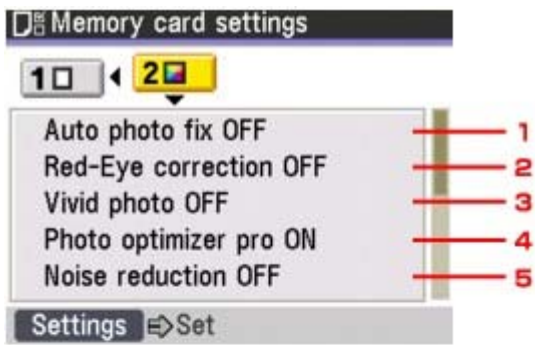 Memory card settings
1 2
Auto photo fix OFF 1
Red-Eye correction OFF 2
Vivid photo OFF 3
Photo optimizer pro ON 4
Noise reduction OFF 5
Settings Set